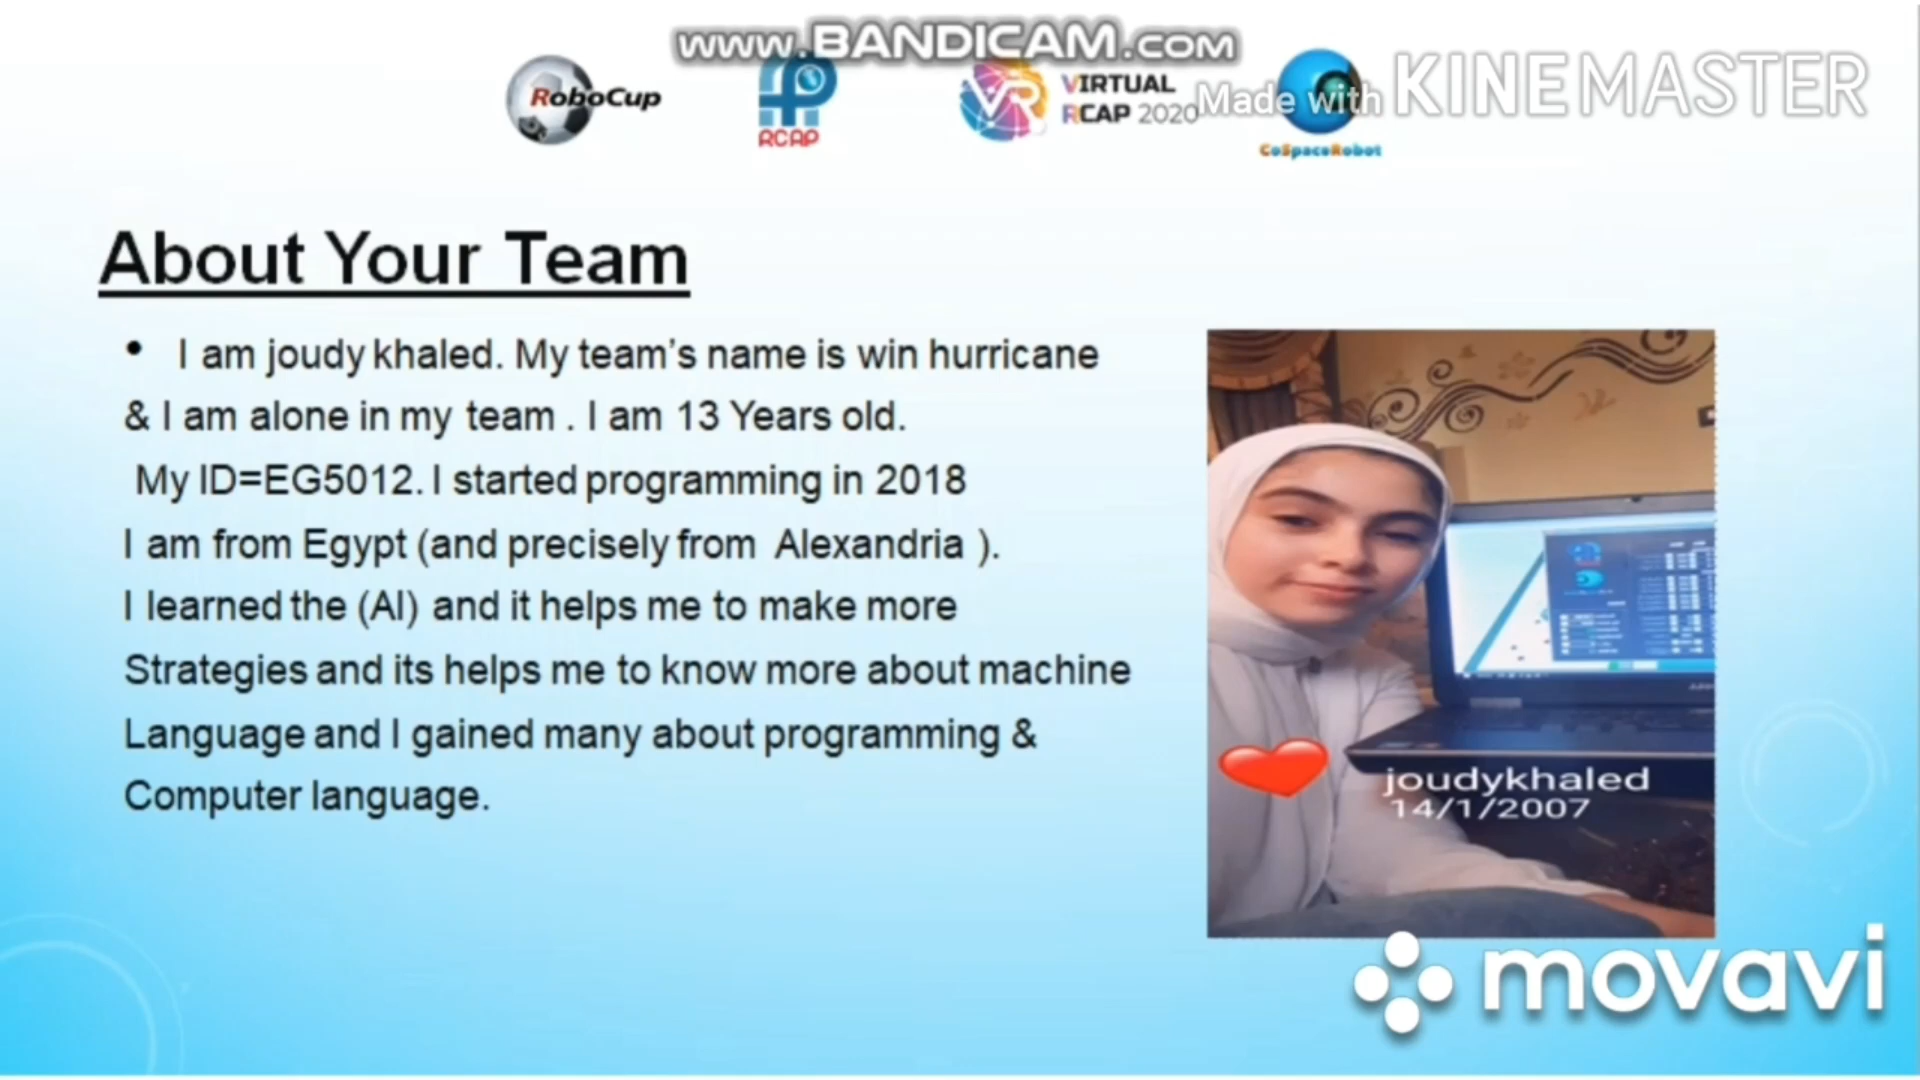 www.BANDICAM.com
RoboCup
RCAP
VR
VIRTUAL
RCAP 2020
Made with KINEMASTER
CoSpaceRobot
About Your Team
• I am joudy khaled. My team's name is win hurricane
& I am alone in my team . I am 13 Years old.
My ID=EG5012. I started programming in 2018
I am from Egypt (and precisely from Alexandria ).
I learned the (AI) and it helps me to make more
Strategies and its helps me to know more about machine
Language and I gained many about programming &
Computer language.
joudykhaled
14/1/2007
movavi